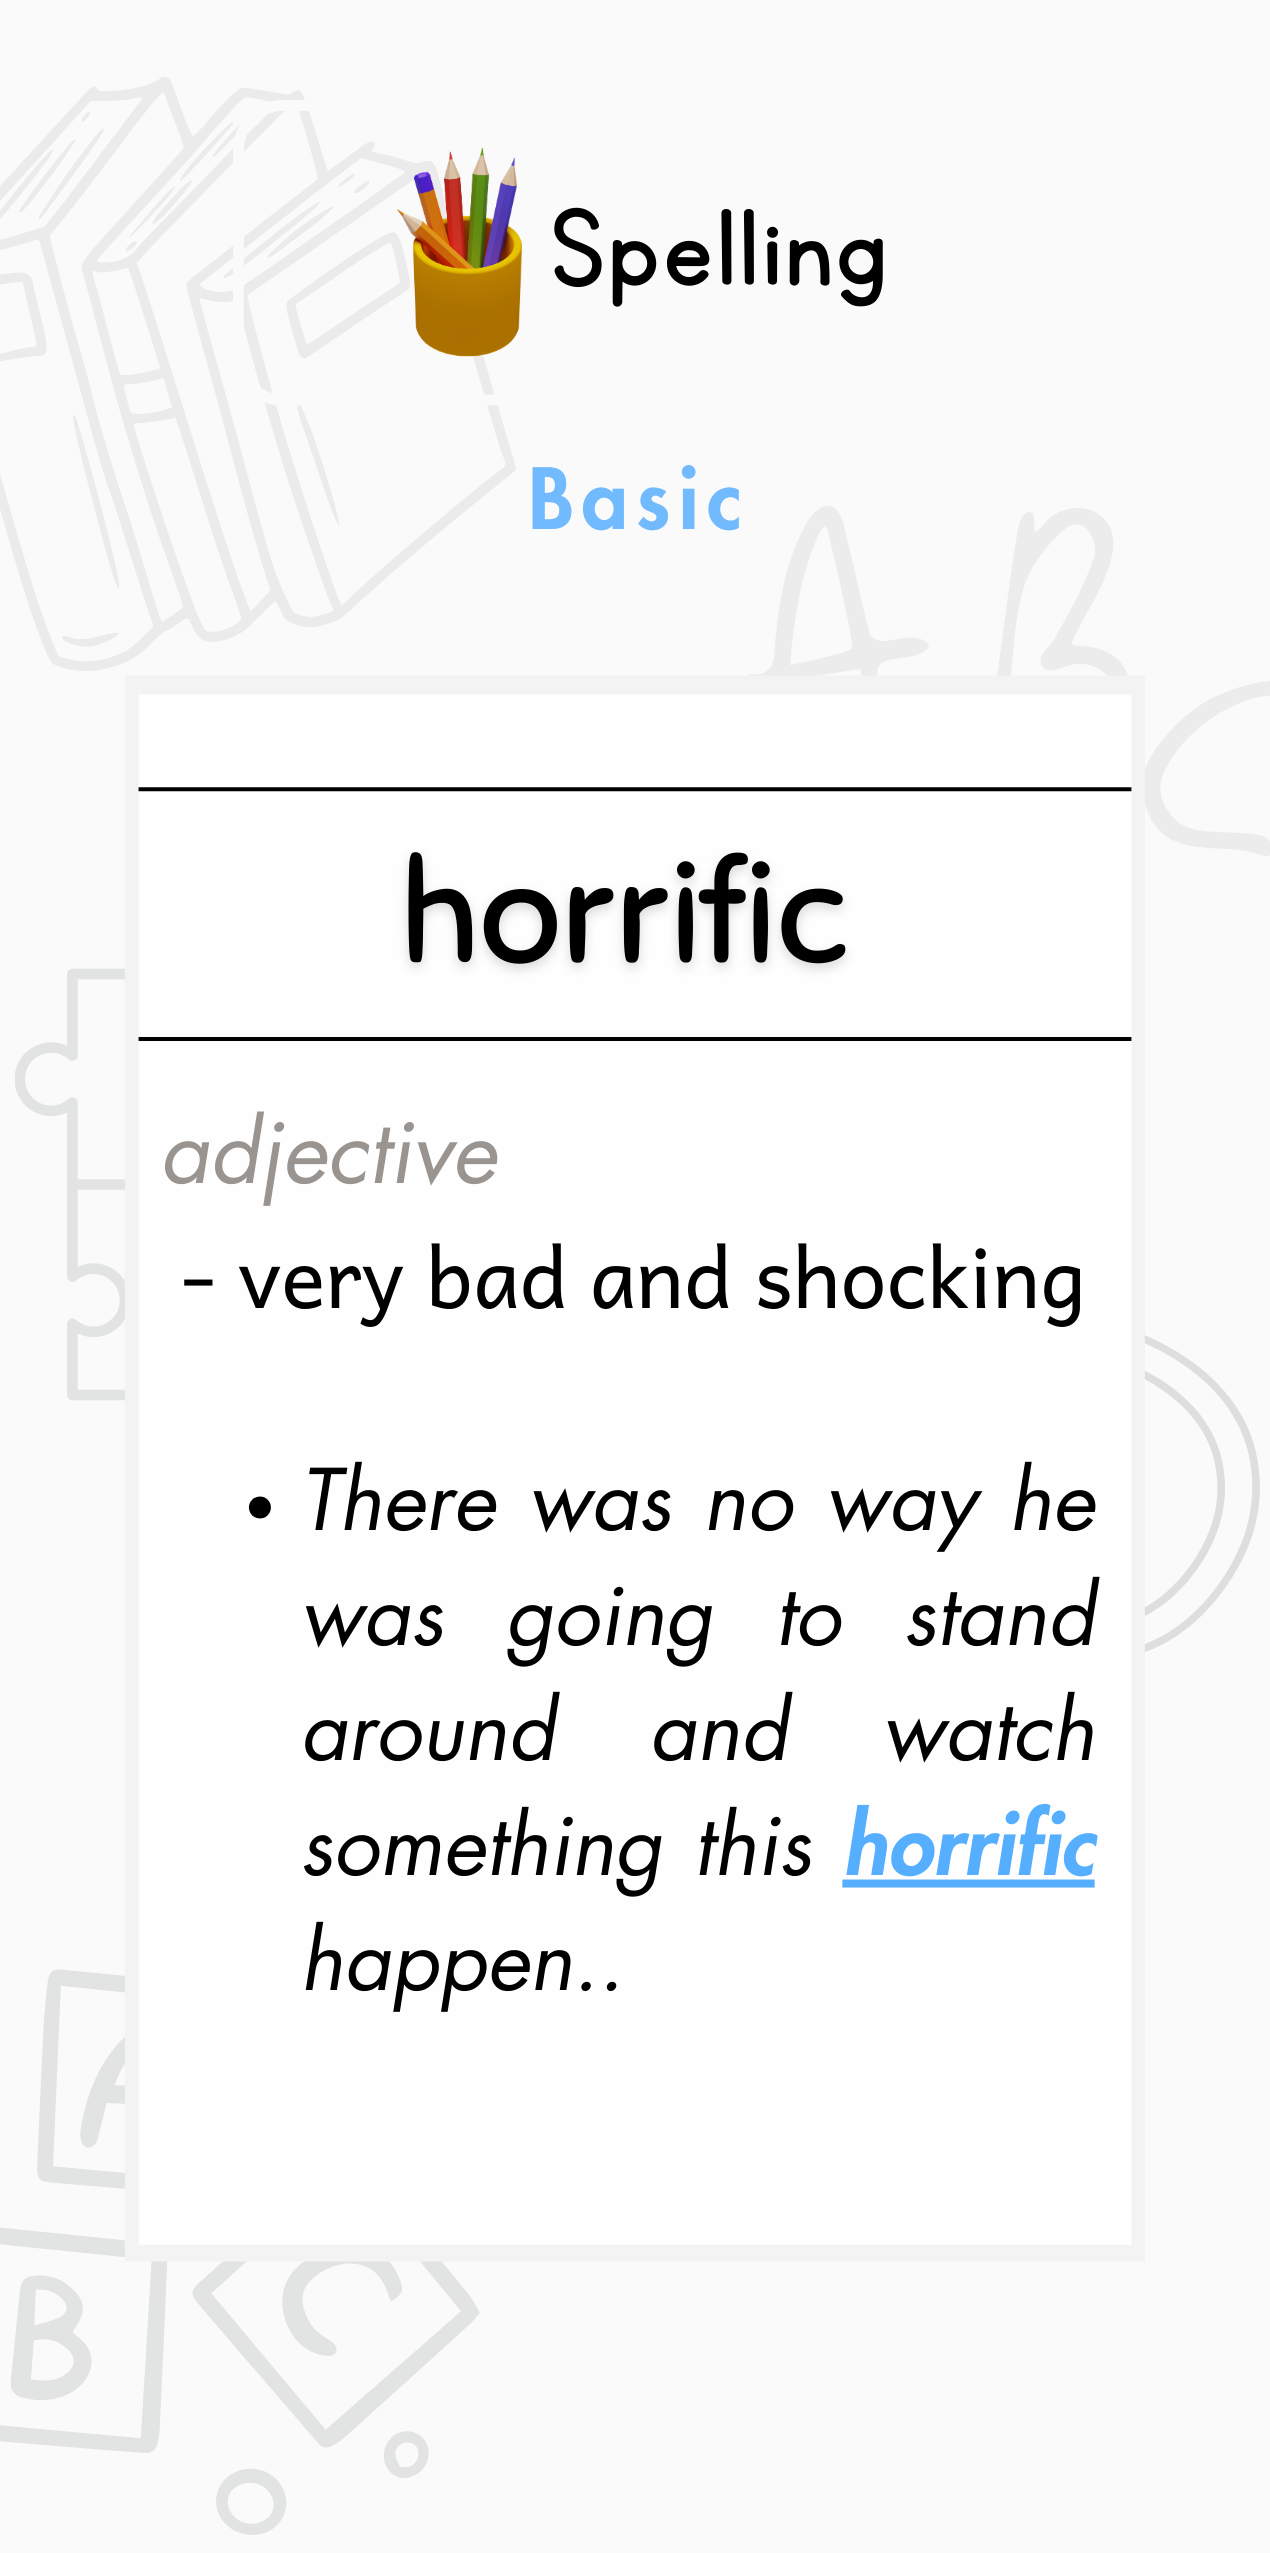 Spelling
Basic
A B
horrific
adjective
- very bad and shocking
• There was no way he
was going to stand
around and watch
something this horrific
happen..
A
B C